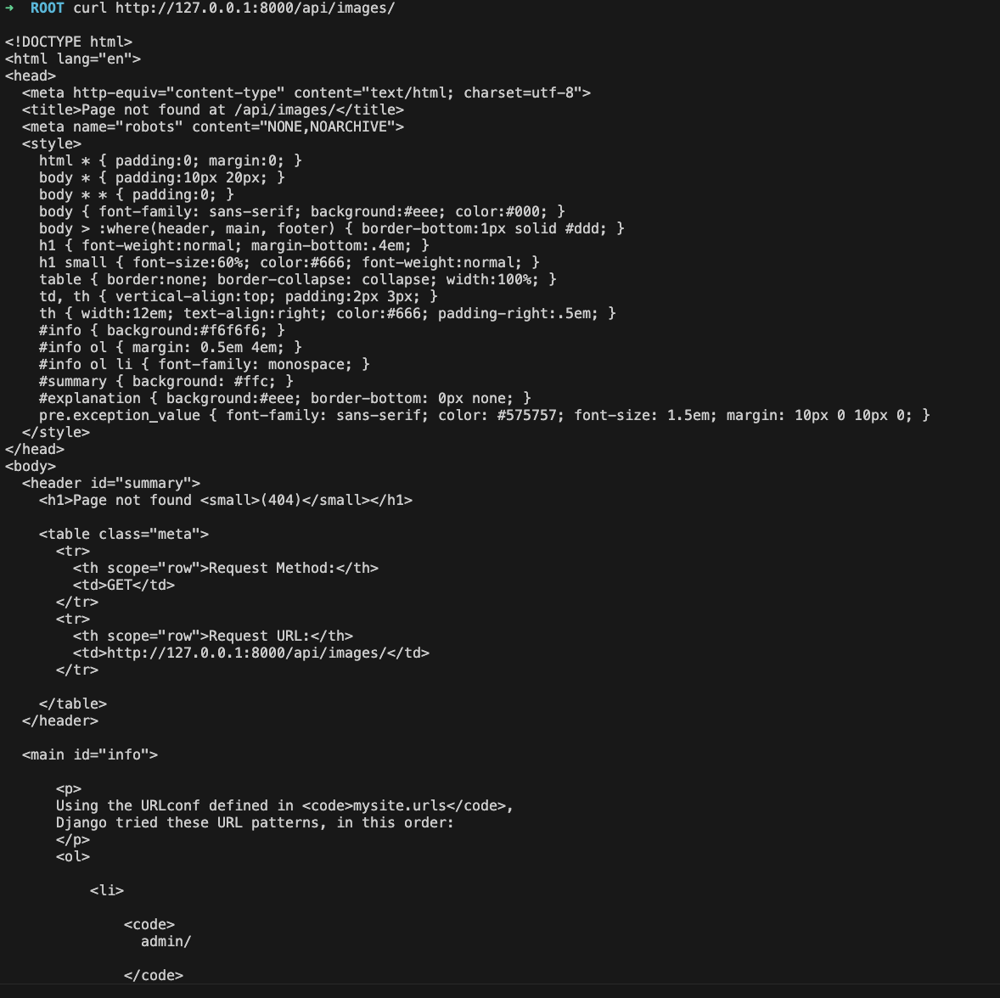 → ROOT curl http://127.0.0.1:8000/api/images/
<!DOCTYPE html>
<html lang="en">
<head>
  <meta http-equiv="content-type" content="text/html; charset=utf-8">
  <title>Page not found at /api/images/</title>
  <meta name="robots" content="NONE,NOARCHIVE">
  <style>
    html * { padding:0; margin:0; }
    body * { padding:10px 20px; }
    body * * { padding:0; }
    body { font-family: sans-serif; background:#eee; color:#000; }
    body > :where(header, main, footer) { border-bottom:1px solid #ddd; }
    h1 { font-weight:normal; margin-bottom:.4em; }
    h1 small { font-size:60%; color:#666; font-weight:normal; }
    table { border:none; border-collapse: collapse; width:100%; }
    td, th { vertical-align:top; padding:2px 3px; }
    th { width:12em; text-align:right; color:#666; padding-right:.5em; }
    #info { background:#f6f6f6; }
    #info ol { margin: 0.5em 4em; }
    #info ol li { font-family: monospace; }
    #summary { background: #ffc; }
    #explanation { background:#eee; border-bottom: 0px none; }
    pre.exception_value { font-family: sans-serif; color: #575757; font-size: 1.5em; margin: 10px 0 10px 0; }
  </style>
</head>
<body>
  <header id="summary">
    <h1>Page not found <small>(404)</small></h1>
    <table class="meta">
      <tr>
        <th scope="row">Request Method:</th>
        <td>GET</td>
      </tr>
      <tr>
        <th scope="row">Request URL:</th>
        <td>http://127.0.0.1:8000/api/images/</td>
      </tr>
    </table>
  </header>
  <main id="info">
      <p>
      Using the URLconf defined in <code>mysite.urls</code>,
      Django tried these URL patterns, in this order:
      </p>
      <ol>
          <li>
              <code>
                admin/
              </code>